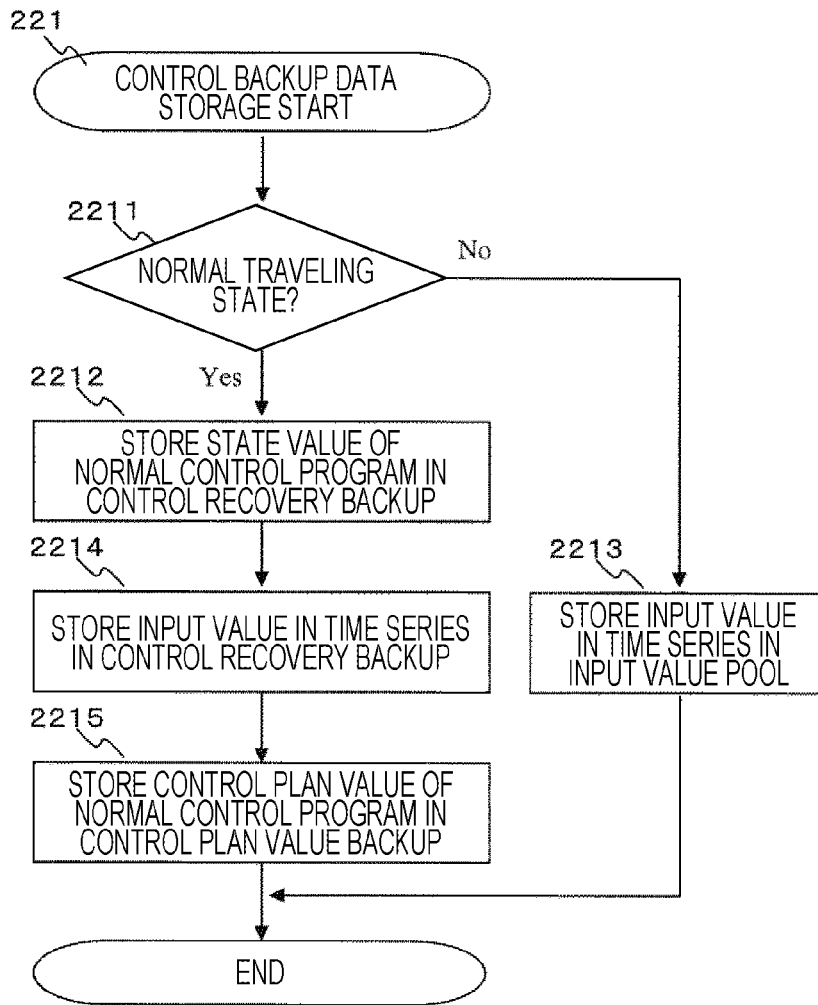 221
CONTROL BACKUP DATA
STORAGE START
2211
NORMAL TRAVELING
STATE?
No
Yes
2212
STORE STATE VALUE OF
NORMAL CONTROL PROGRAM IN
CONTROL RECOVERY BACKUP
2214
STORE INPUT VALUE IN TIME SERIES
IN CONTROL RECOVERY BACKUP
2213
STORE INPUT VALUE
IN TIME SERIES IN
INPUT VALUE POOL
2215
STORE CONTROL PLAN VALUE OF
NORMAL CONTROL PROGRAM IN
CONTROL PLAN VALUE BACKUP
END